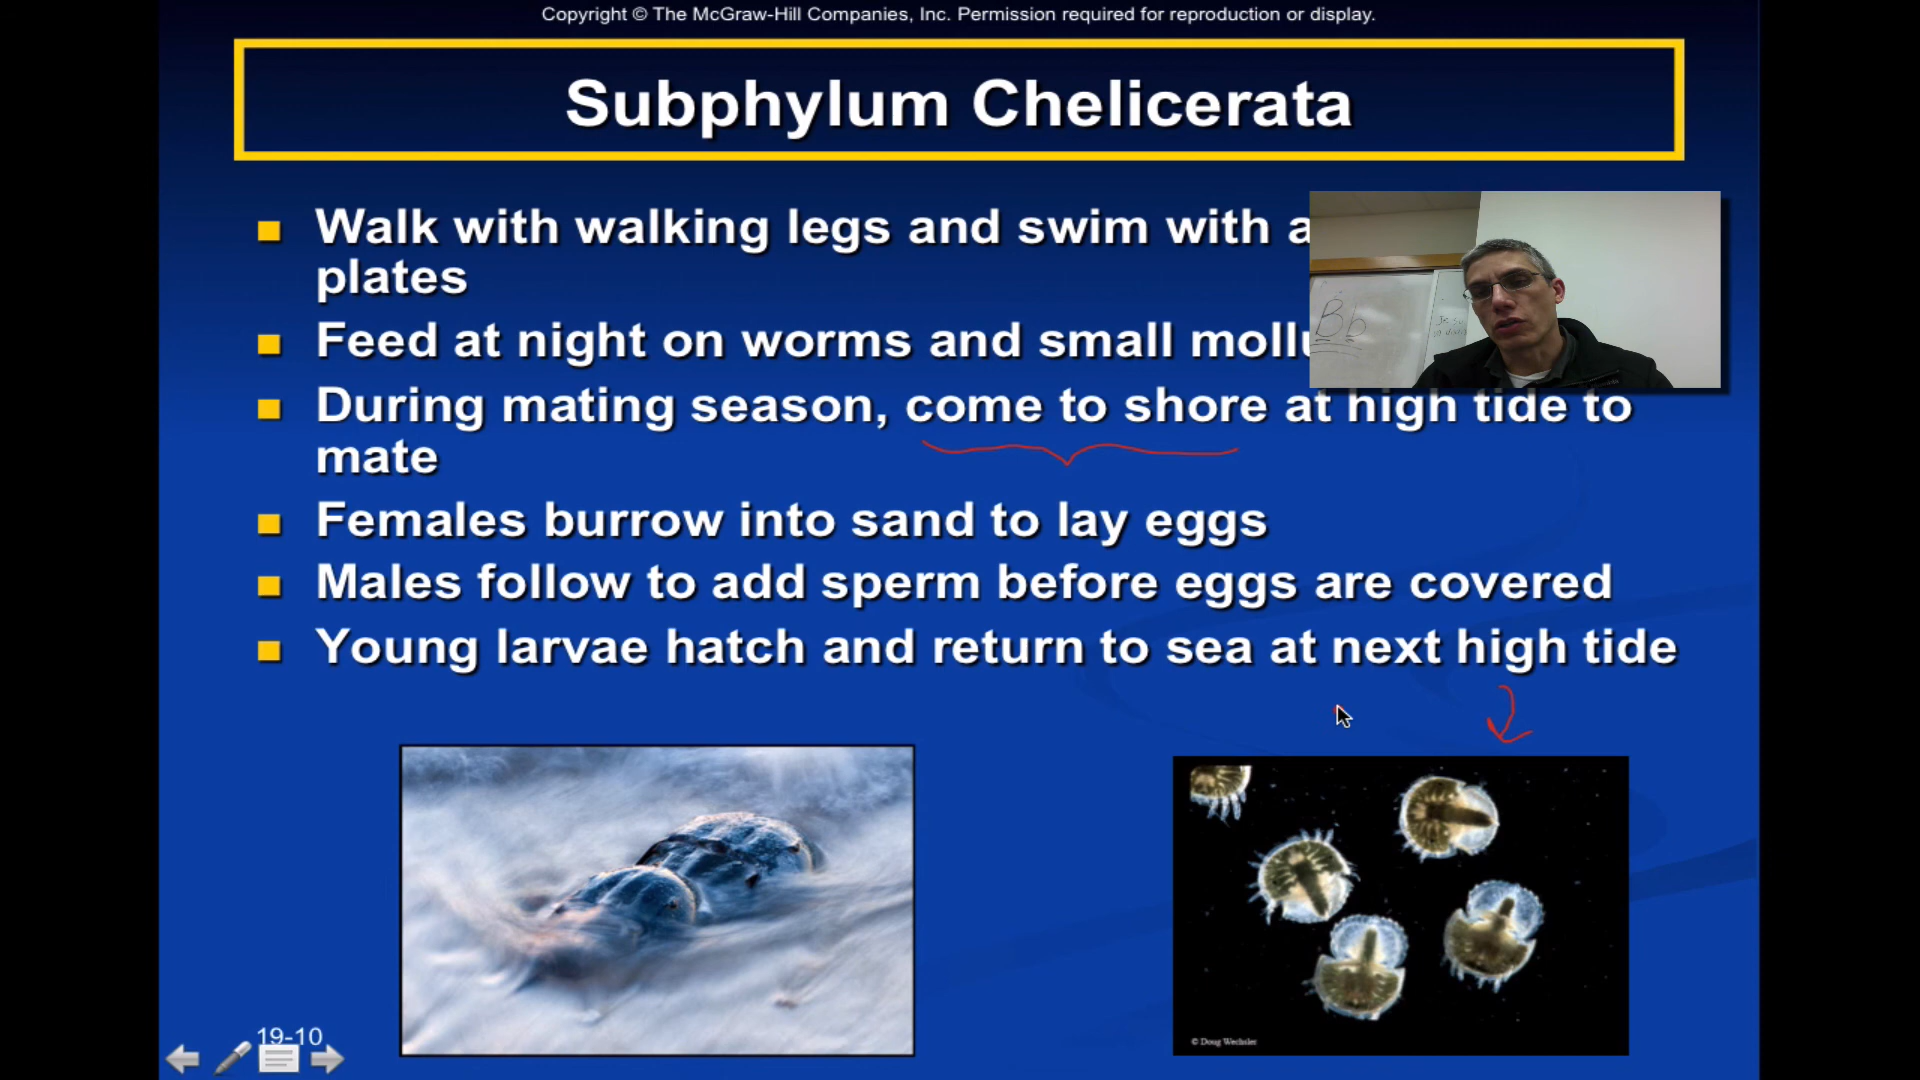 Copyright © The McGraw-Hill Companies, Inc. Permission required for reproduction or display.
Subphylum Chelicerata
Walk with walking legs and swim with
plates
Feed at night on worms and small
During mating season, come to shore at high tide to
mate
Females burrow into sand to lay eggs
Males follow to add sperm before eggs are covered
Young larvae hatch and return to sea at next high tide
Bb
© Doug Wechsler
19-10